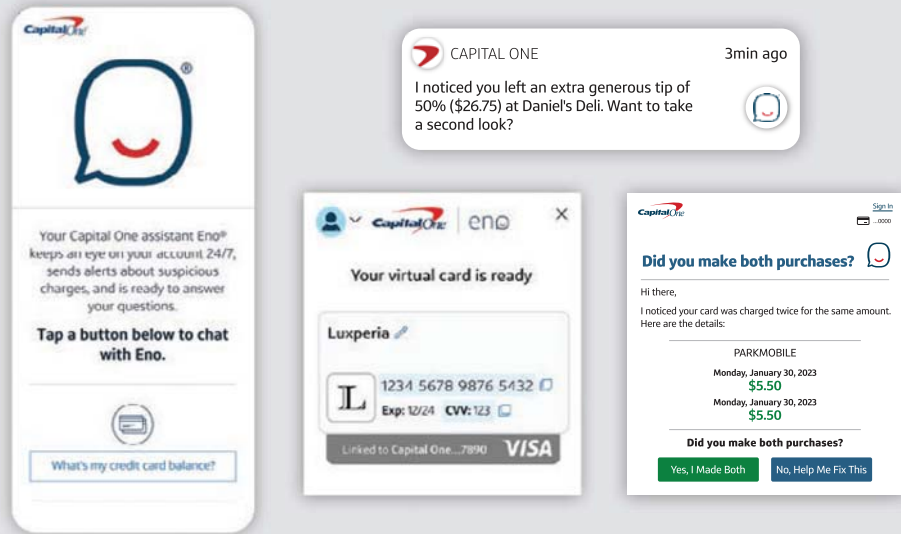 CapitalOne
®
Your Capital One assistant Eno®
keeps an eye on your account 24/7,
sends alerts about suspicious
charges, and is ready to answer
your questions.
Tap a button below to chat
with Eno.
What's my credit card balance?
CAPITAL ONE
3min ago
I noticed you left an extra generous tip of
50% ($26.75) at Daniel's Deli. Want to take
a second look?
CapitalOne eno
Your virtual card is ready
Luxperia
L
1234 5678 9876 5432
Exp: 12/24 CVV: 123
Linked to Capital One...7890 VISA
CapitalOne
Sign In
...0000
Did you make both purchases?
Hi there,
I noticed your card was charged twice for the same amount.
Here are the details:
PARKMOBILE
Monday, January 30, 2023
$5.50
Monday, January 30, 2023
$5.50
Did you make both purchases?
Yes, I Made Both
No, Help Me Fix This